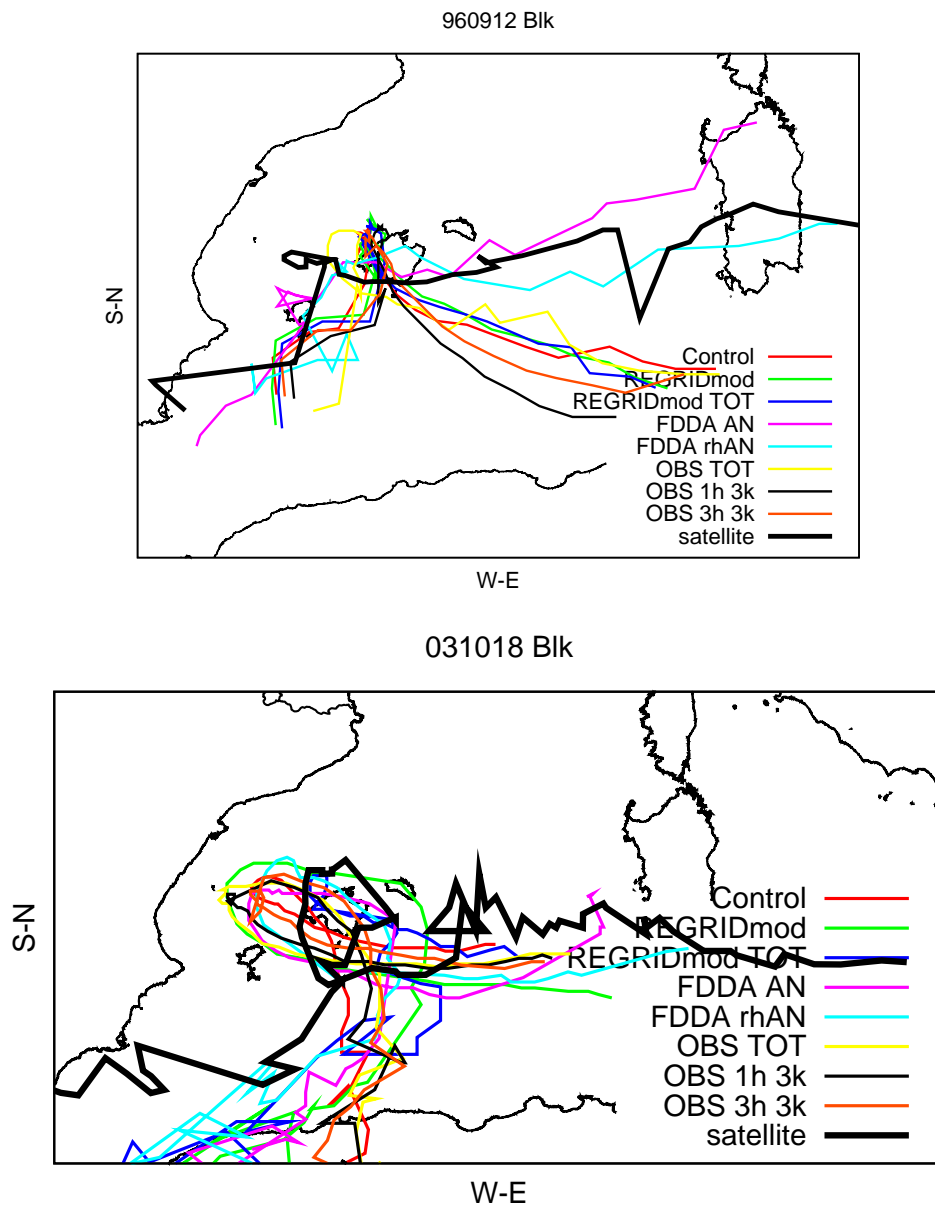 960912 Blk
S-N
Control
REGRIDmod
REGRIDmod TOT
FDDA AN
FDDA rhAN
OBS TOT
OBS 1h 3k
OBS 3h 3k
satellite
W-E
031018 Blk
S-N
Control
REGRIDmod
REGRIDmod TOT
FDDA AN
FDDA rhAN
OBS TOT
OBS 1h 3k
OBS 3h 3k
satellite
W-E